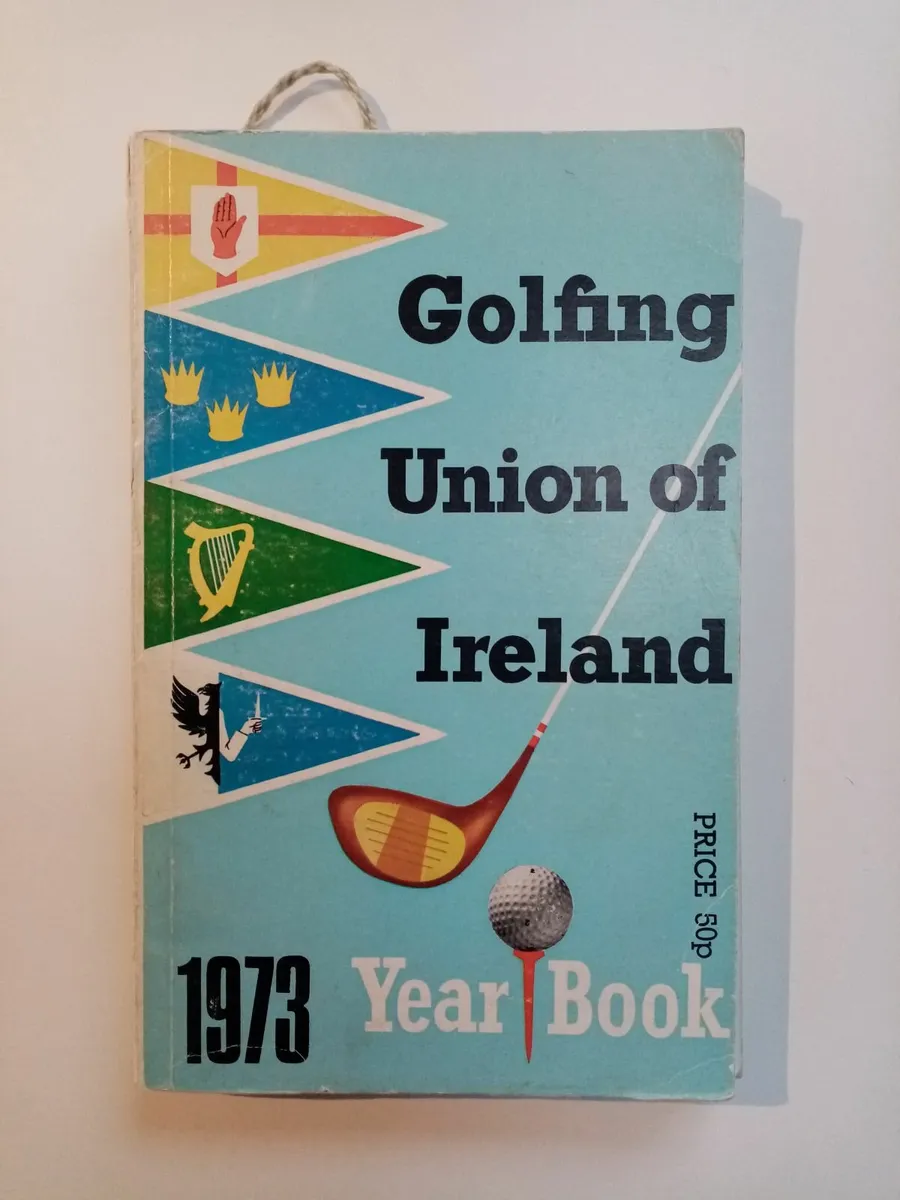 Golfing
Union of
Ireland
PRICE 50p
1973
Year Book